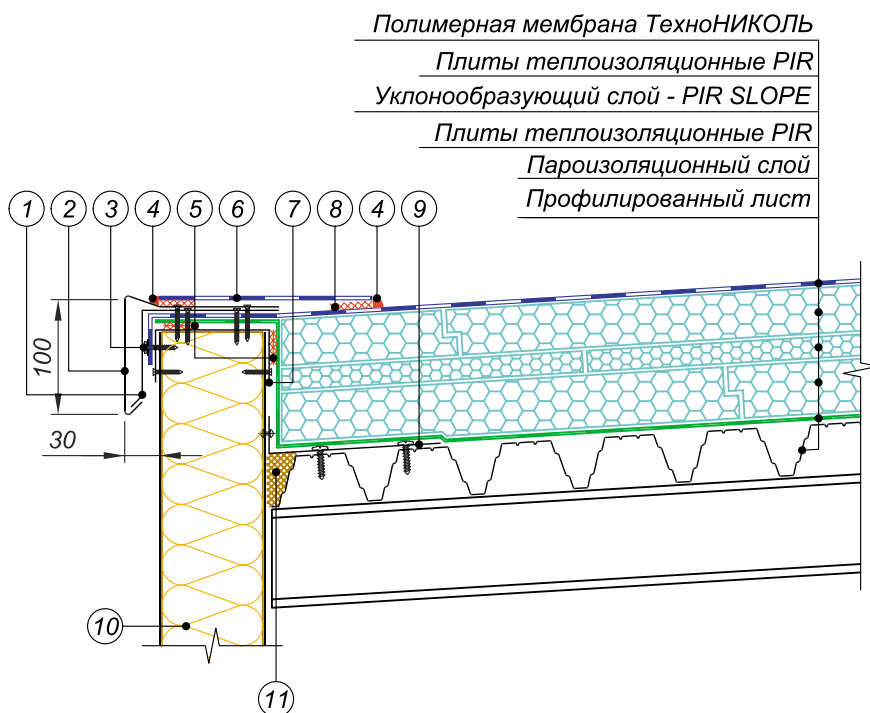 Полимерная мембрана ТехноНИКОЛЬ
Плиты теплоизоляционные PIR
Уклонообразующий слой - PIR SLOPE
Плиты теплоизоляционные PIR
Пароизоляционный слой
Профилированный лист
1 2 3 4 5 6 7 8 4 9
100
30
10
11